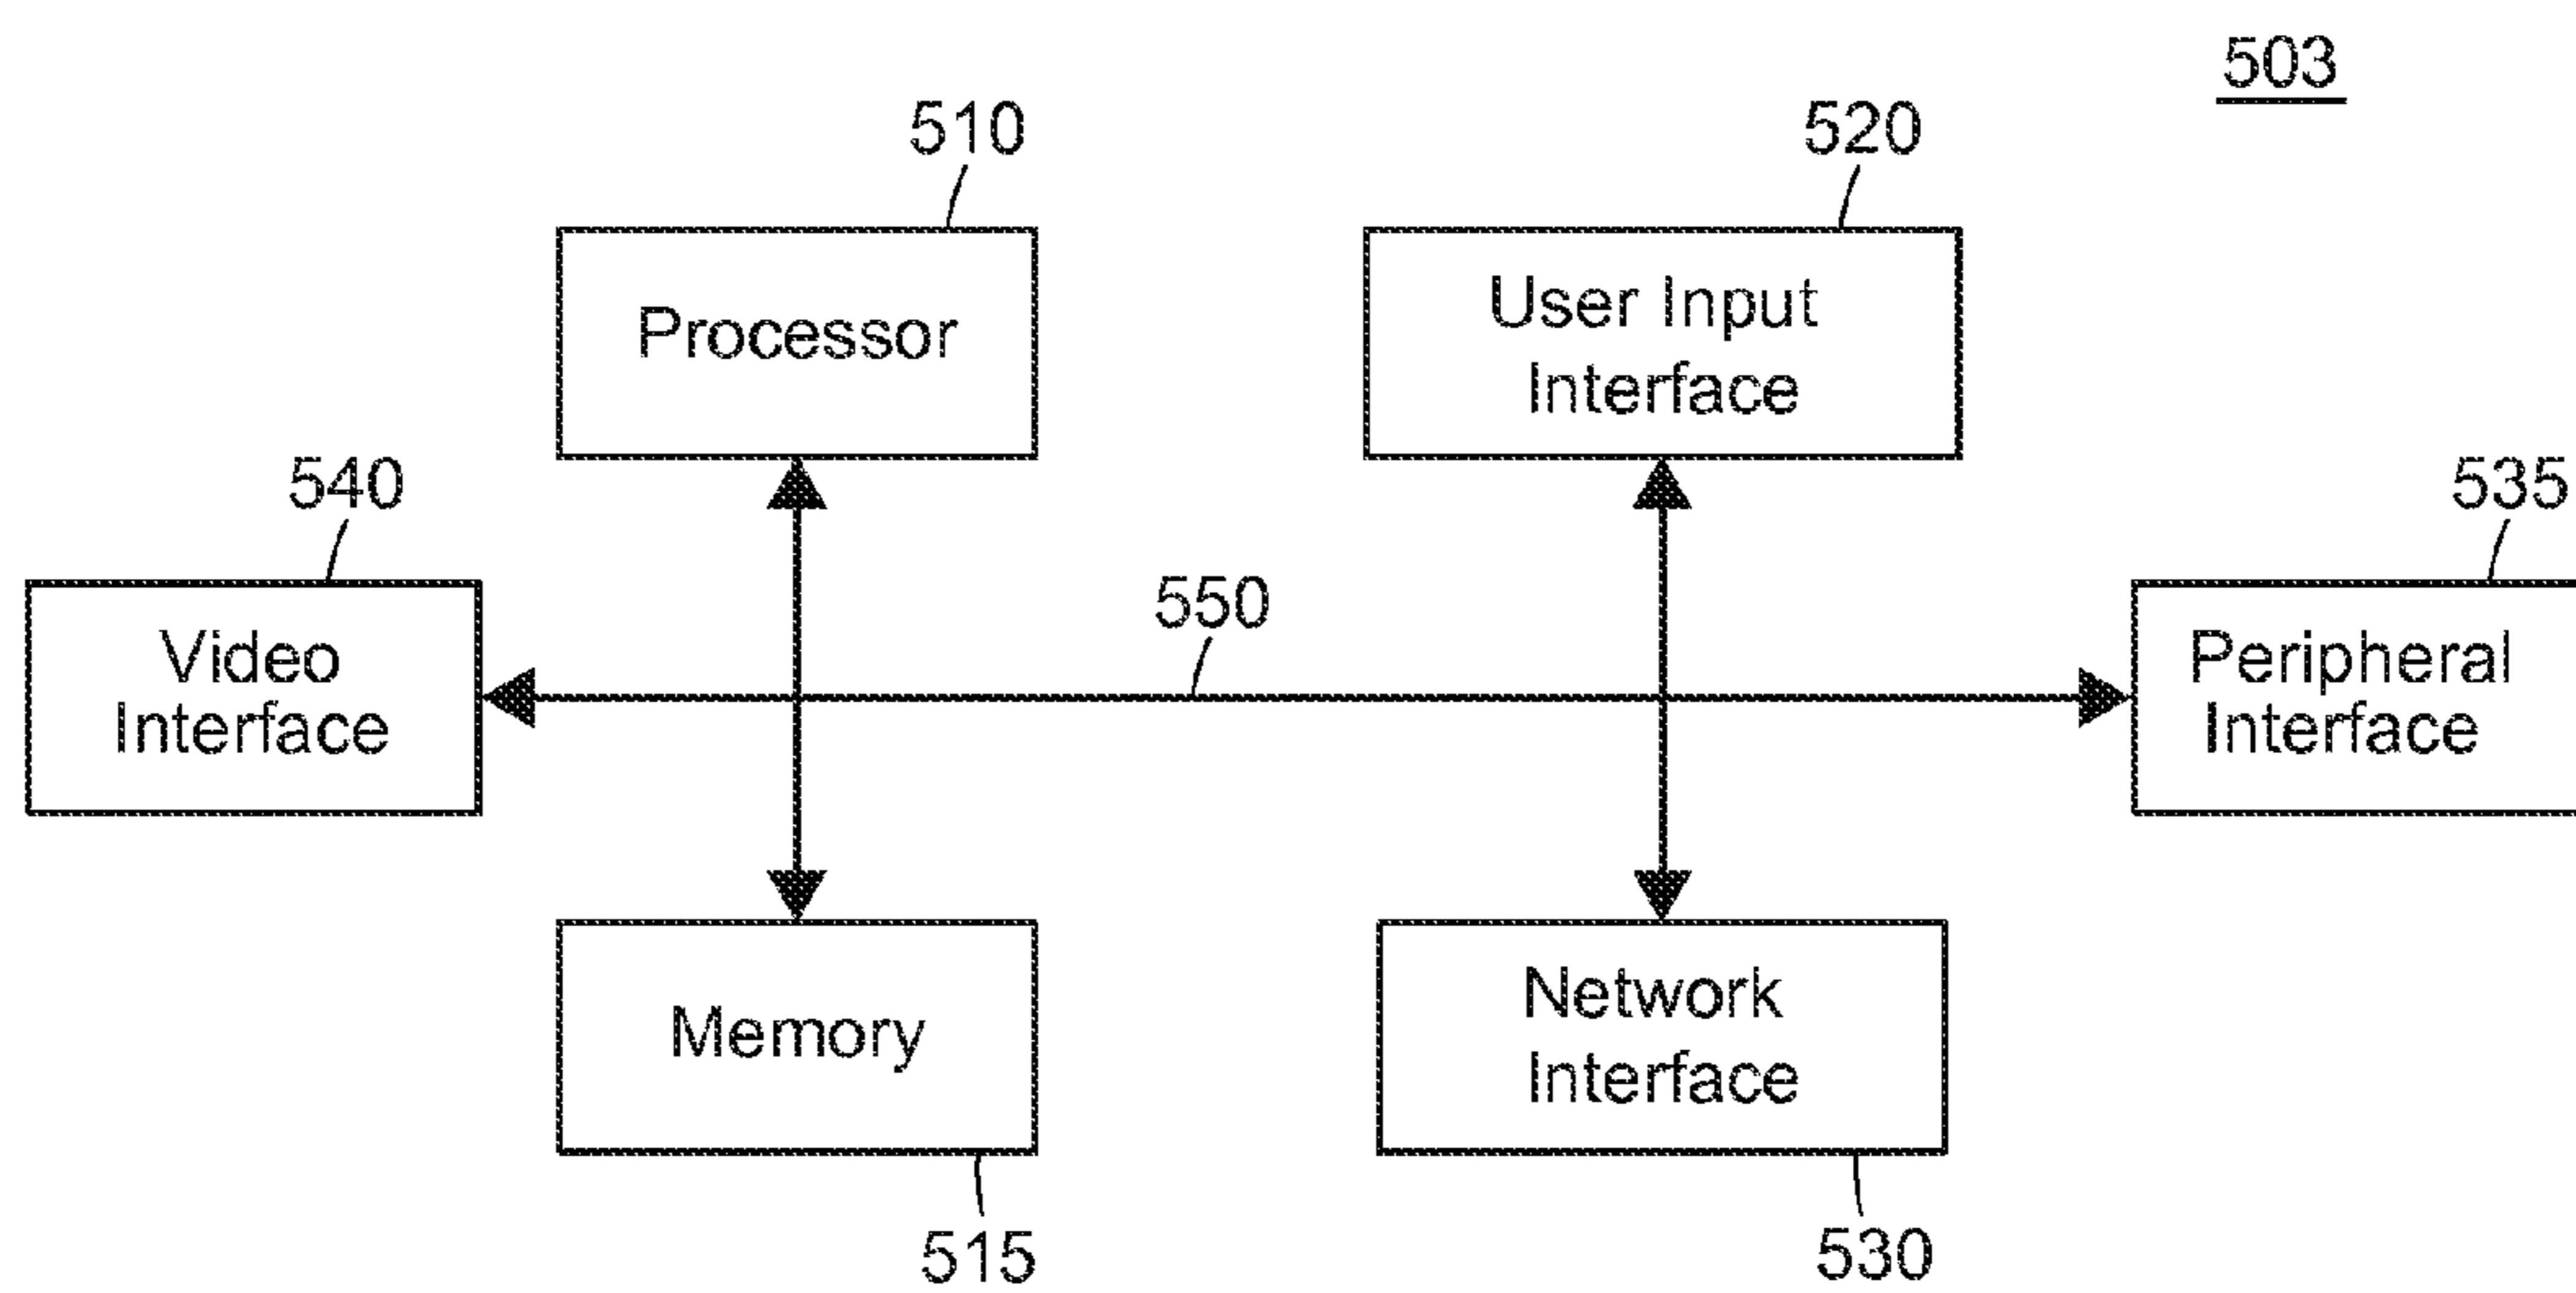 503
510
520
Processor
User Input
Interface
540
535
550
Video
Interface
Peripheral
Interface
Memory
Network
Interface
515
530